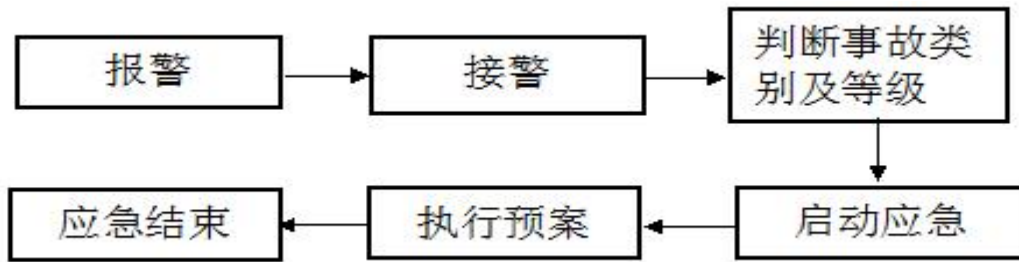 报警
接警
判断事故类
别及等级
启动应急
执行预案
应急结束